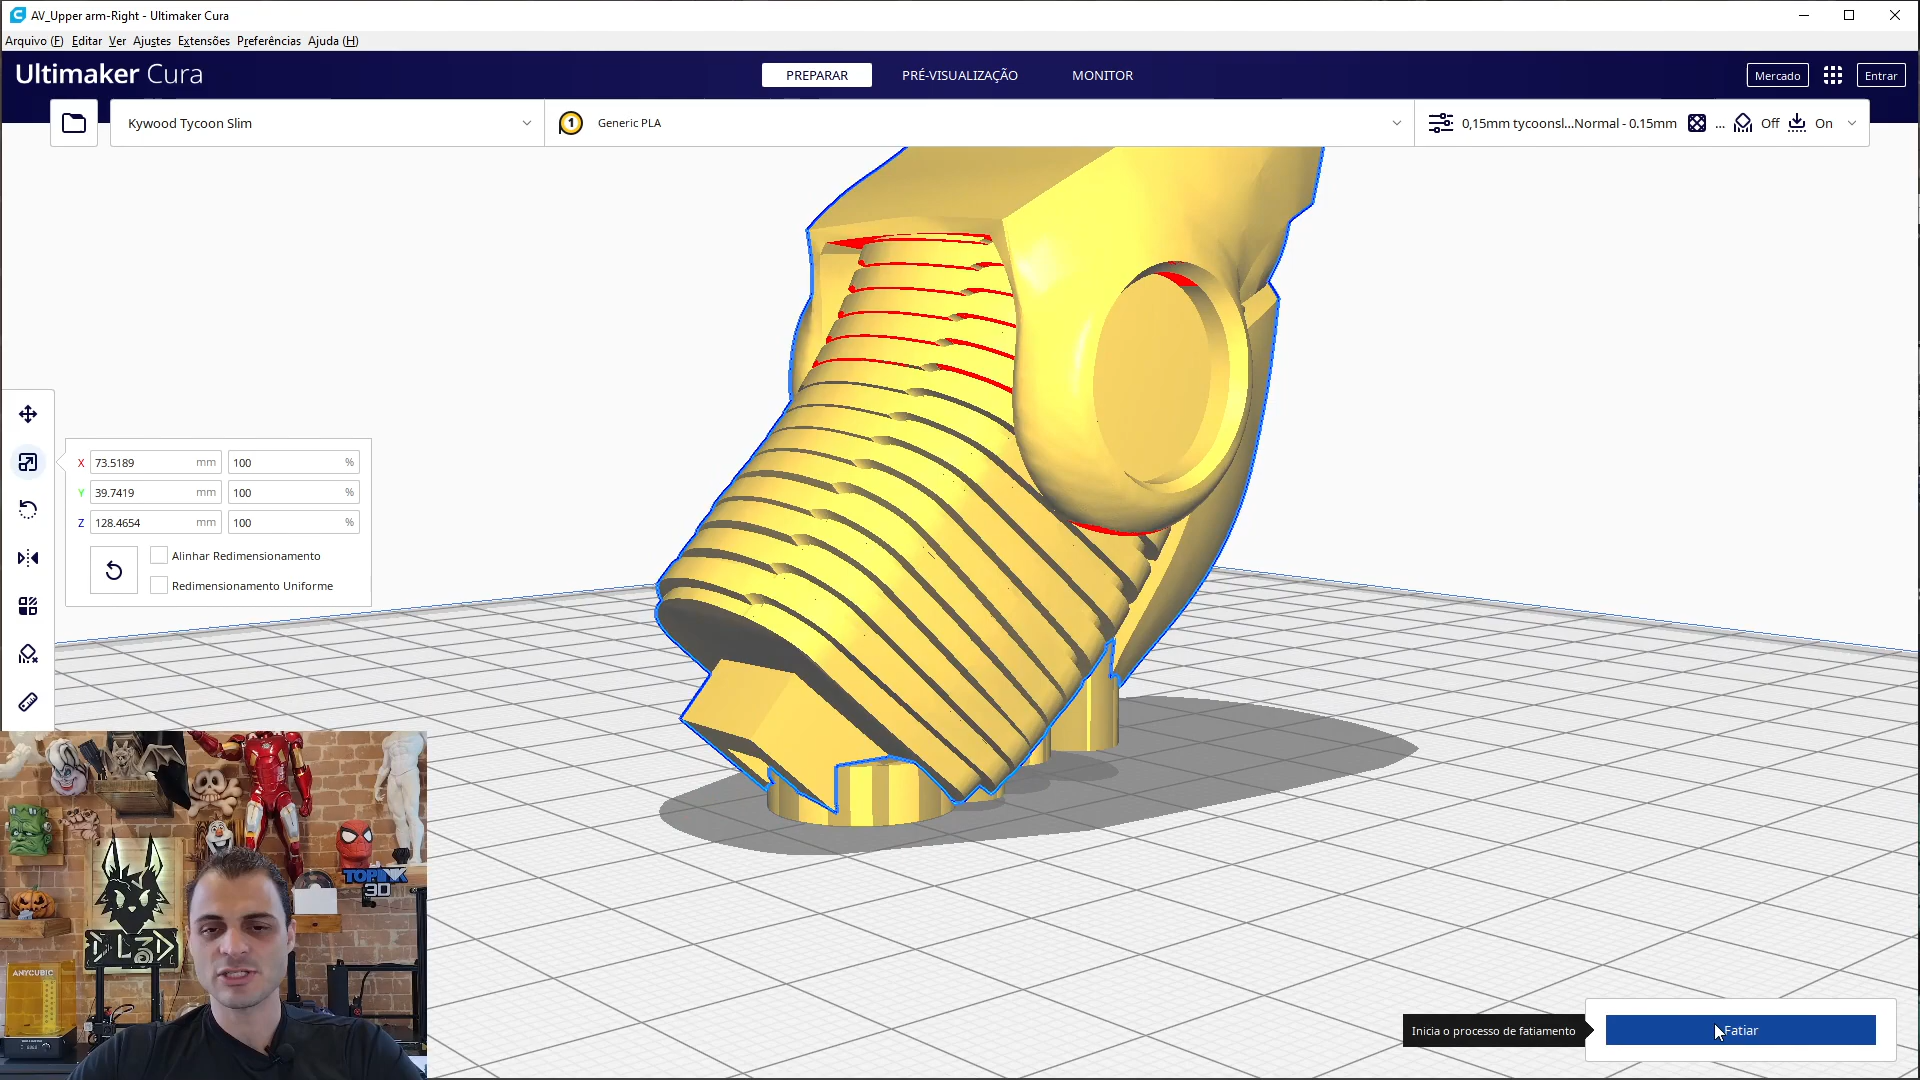 AV_Upper arm-Right - Ultimaker Cura
Arquivo (F) Editar Ver Ajustes Extensões Preferências Ajuda (H)
Ultimaker Cura
PREPARAR
PRÉ-VISUALIZAÇÃO
MONITOR
Mercado
Entrar
Kywood Tycoon Slim
1
Generic PLA
0,15mm tycoonsl...Normal - 0.15mm
...
Off
On
X 73.5189 mm 100 %
Y 39.7419 mm 100 %
Z 128.4654 mm 100 %
Alinhar Redimensionamento
Redimensionamento Uniforme
TOPINK
3D
DL3D
ANYCUBIC
Inicia o processo de fatiamento
Fatiar